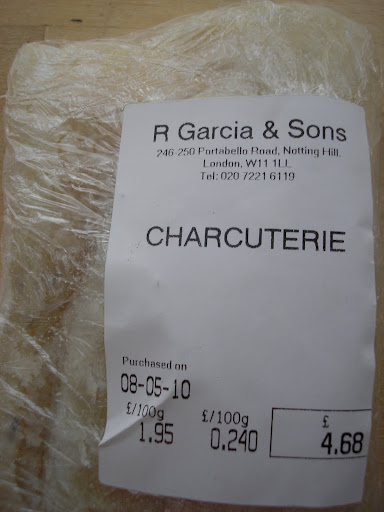 R Garcia & Sons
246-250 Portabello Road, Notting Hill.
London, W11 1LL
Tel: 020 7221 6119
CHARCUTERIE
Purchased on
08-05-10
£/100g £/100g £
1.95 0.240 4.68